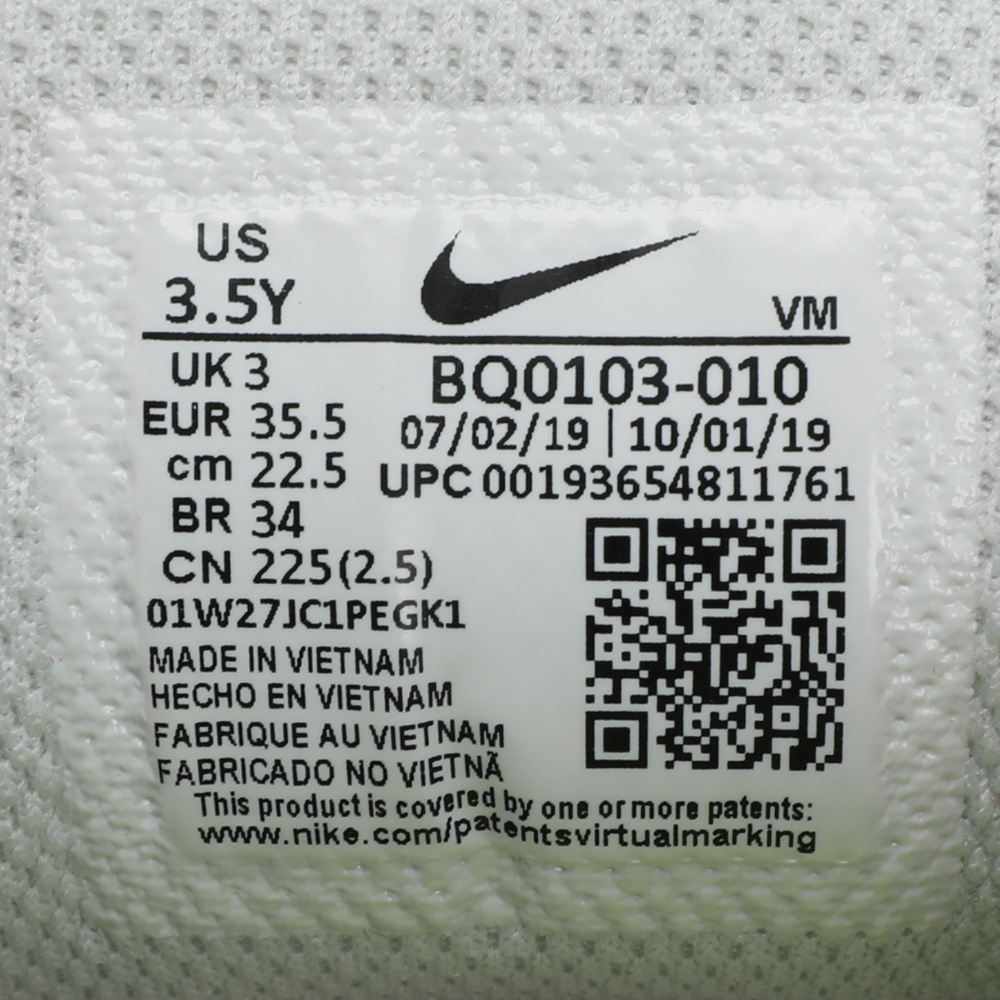 US
3.5Y
VM
UK 3
EUR 35.5
cm 22.5
BR 34
CN 225(2.5)
BQ0103-010
07/02/19 | 10/01/19
UPC 00193654811761
01W27JC1PEGK1
MADE IN VIETNAM
HECHO EN VIETNAM
FABRIQUE AU VIETNAM
FABRICADO NO VIETNÃ
This product is covered by one or more patents:
www.nike.com/patentsvirtualmarking